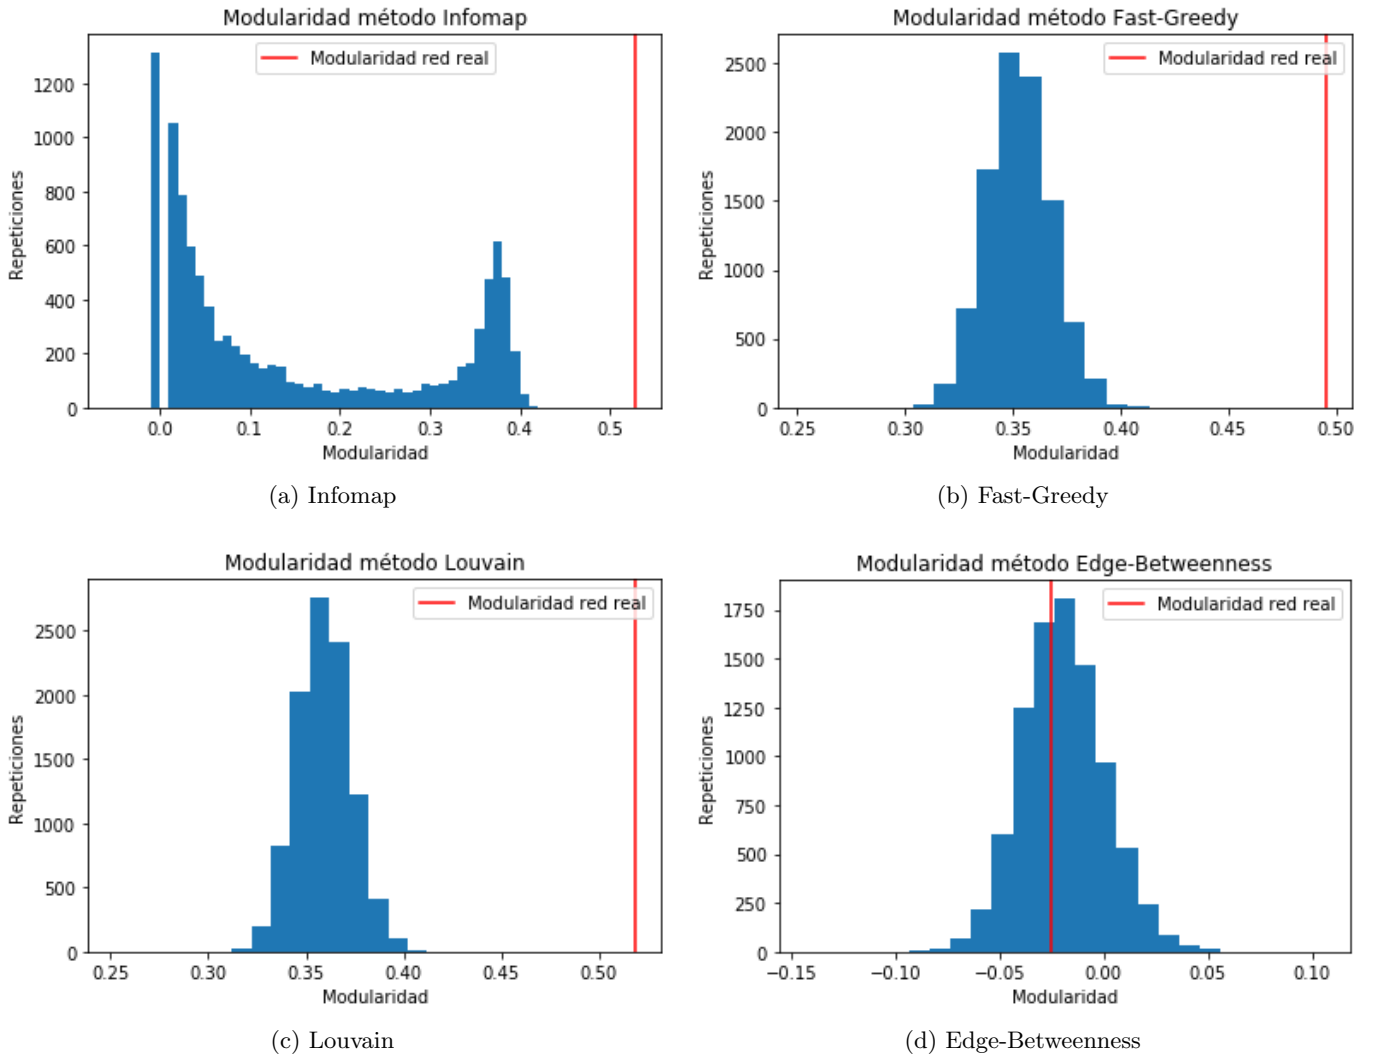 Modularidad método Infomap
Modularidad red real
Repeticiones
1200
1000
800
600
400
200
0
0.0 0.1 0.2 0.3 0.4 0.5
Modularidad
(a) Infomap
Modularidad método Fast-Greedy
Modularidad red real
Repeticiones
2500
2000
1500
1000
500
0
0.25 0.30 0.35 0.40 0.45 0.50
Modularidad
(b) Fast-Greedy
Modularidad método Louvain
Modularidad red real
Repeticiones
2500
2000
1500
1000
500
0
0.25 0.30 0.35 0.40 0.45 0.50
Modularidad
(c) Louvain
Modularidad método Edge-Betweenness
Modularidad red real
Repeticiones
1750
1500
1250
1000
750
500
250
0
−0.15 −0.10 −0.05 0.00 0.05 0.10
Modularidad
(d) Edge-Betweenness